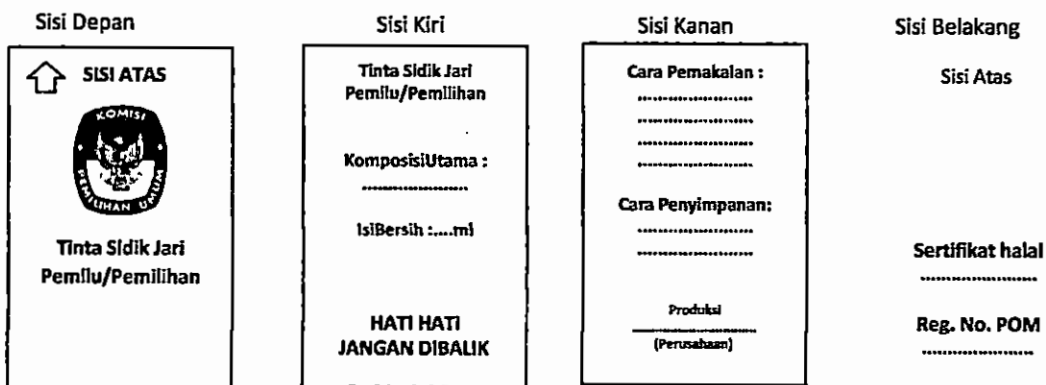 Sisi Depan
SISI ATAS
KOMISI
PEMILIHAN UMUM
Tinta Sidik Jari
Pemilu/Pemilihan
Sisi Kiri
Tinta Sidik Jari
Pemilu/Pemilihan
KomposisiUtama :
....................
IsiBersih :....ml
HATI HATI
JANGAN DIBALIK
Sisi Kanan
Cara Pemakaian :
......................
......................
......................
......................
Cara Penyimpanan:
......................
......................
Produksi
(Perusahaan)
Sisi Belakang
Sisi Atas
Sertifikat halal
......................
Reg. No. POM
......................